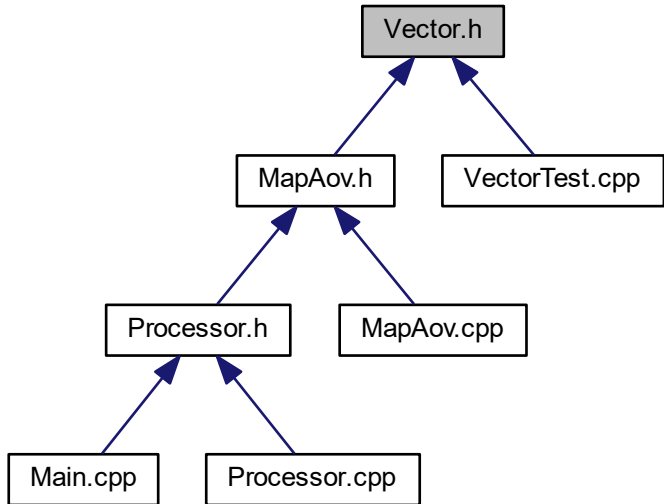 Vector.h
MapAov.h
VectorTest.cpp
Processor.h
MapAov.cpp
Main.cpp
Processor.cpp